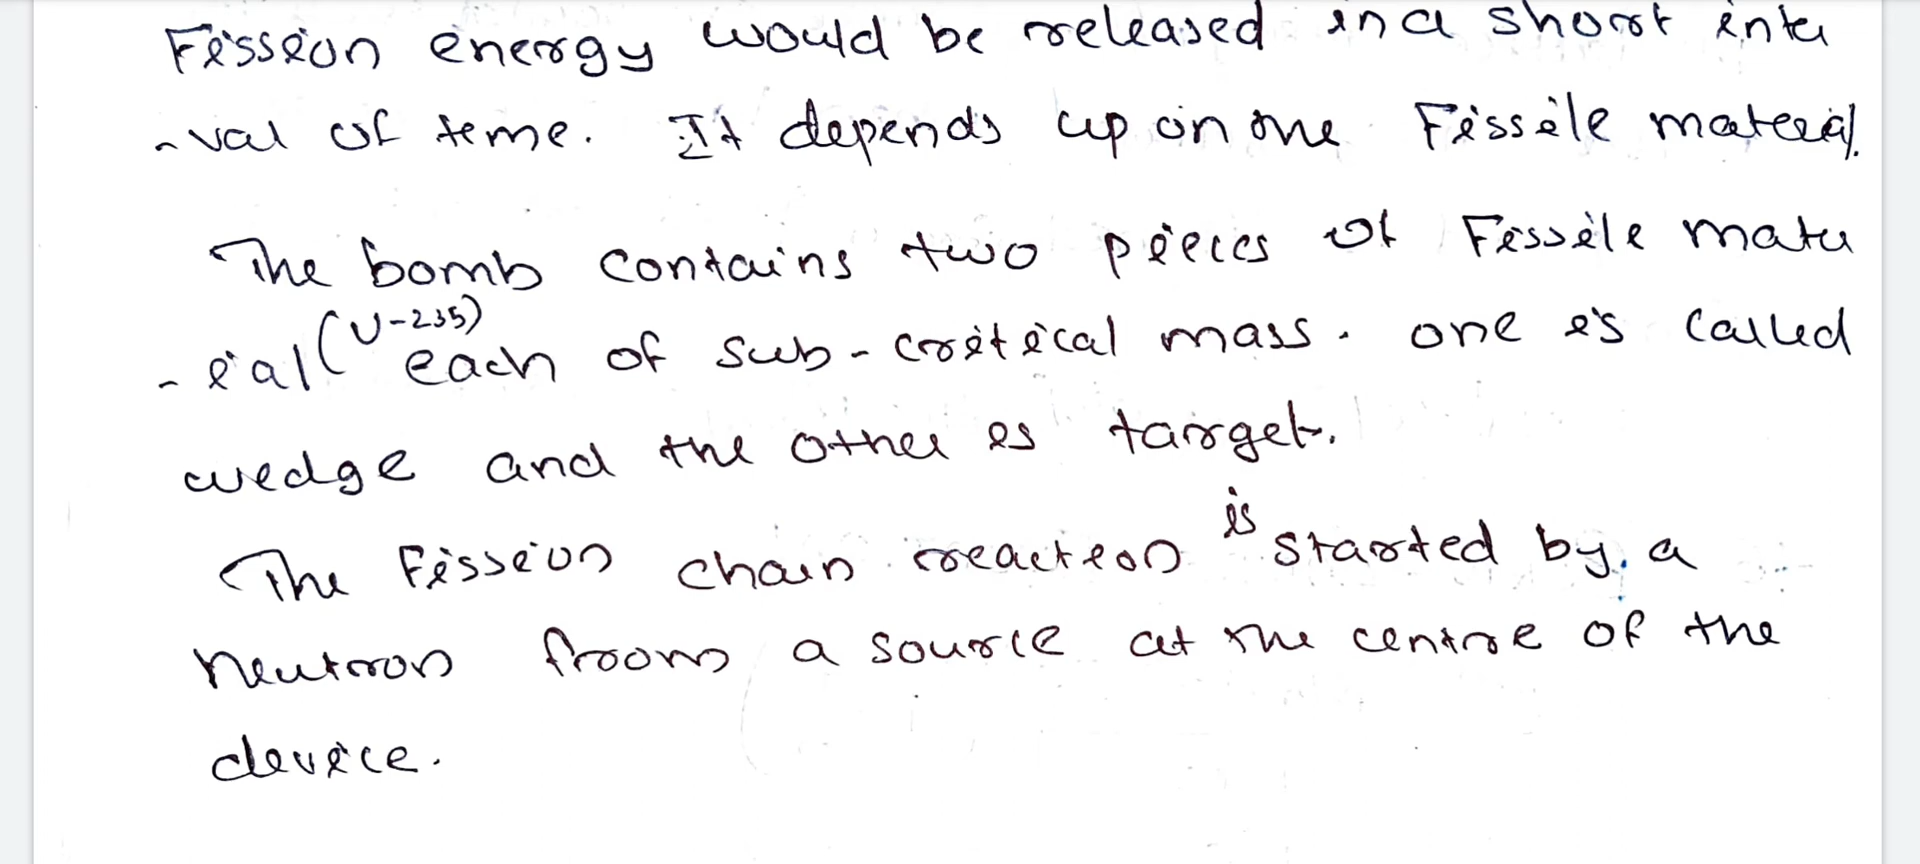 Fission energy would be released in a short inter
-val of time. It depends up on the Fissile material.
The bomb contains two pieces of Fissile mater
-ial (U-235) each of sub-critical mass. one is called
wedge and the other is target.
The Fission chain reaction is started by a
neutron from a source at the centre of the
device.